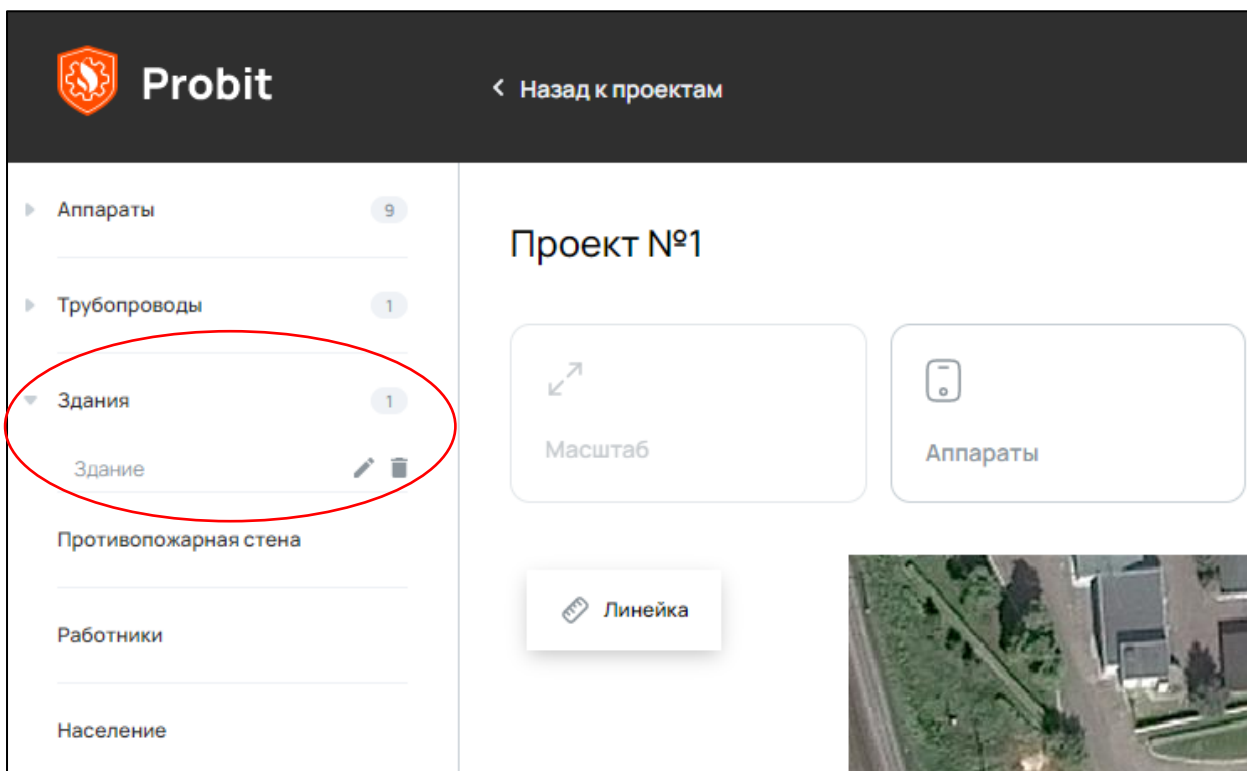 Probit
Назад к проектам
Аппараты 9
Трубопроводы 1
Здания 1
Здание
Противопожарная стена
Работники
Население
Проект №1
Масштаб
Аппараты
Линейка